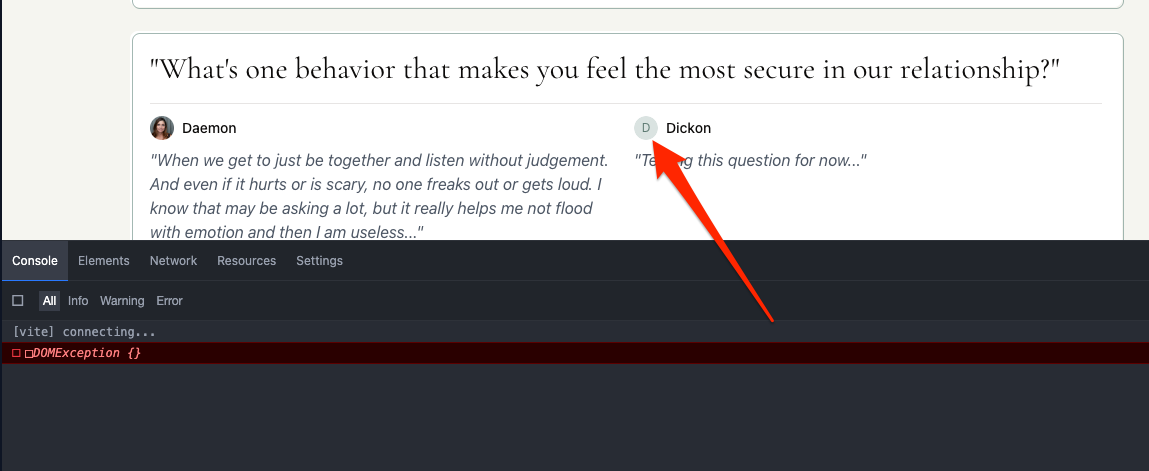 "What's one behavior that makes you feel the most secure in our relationship?"
Daemon
"When we get to just be together and listen without judgement.
And even if it hurts or is scary, no one freaks out or gets loud. I
know that may be asking a lot, but it really helps me not flood
with emotion and then I am useless..."
D Dickon
this question for now..."
Console Elements Network Resources Settings
All Info Warning Error
[vite] connecting...
DOMException {}